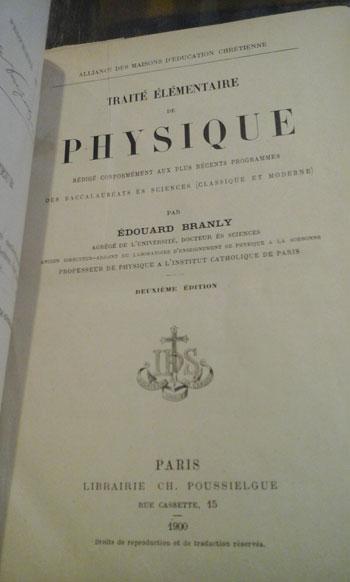 ALLIANCE DES MAISONS D'ÉDUCATION CHRÉTIENNE
TRAITÉ ÉLÉMENTAIRE
DE
PHYSIQUE
RÉDIGÉ CONFORMÉMENT AUX PLUS RÉCENTS PROGRAMMES
DES BACCALAURÉATS ÈS SCIENCES (CLASSIQUE ET MODERNE)
PAR
ÉDOUARD BRANLY
AGRÉGÉ DE L'UNIVERSITÉ, DOCTEUR ÈS SCIENCES
ANCIEN DIRECTEUR-ADJOINT DU LABORATOIRE D'ENSEIGNEMENT DE PHYSIQUE A LA SORBONNE
PROFESSEUR DE PHYSIQUE A L'INSTITUT CATHOLIQUE DE PARIS
DEUXIÈME ÉDITION
IHS
PARIS
LIBRAIRIE CH. POUSSIELGUE
RUE CASSETTE, 15
1900
Droits de reproduction et de traduction réservés.